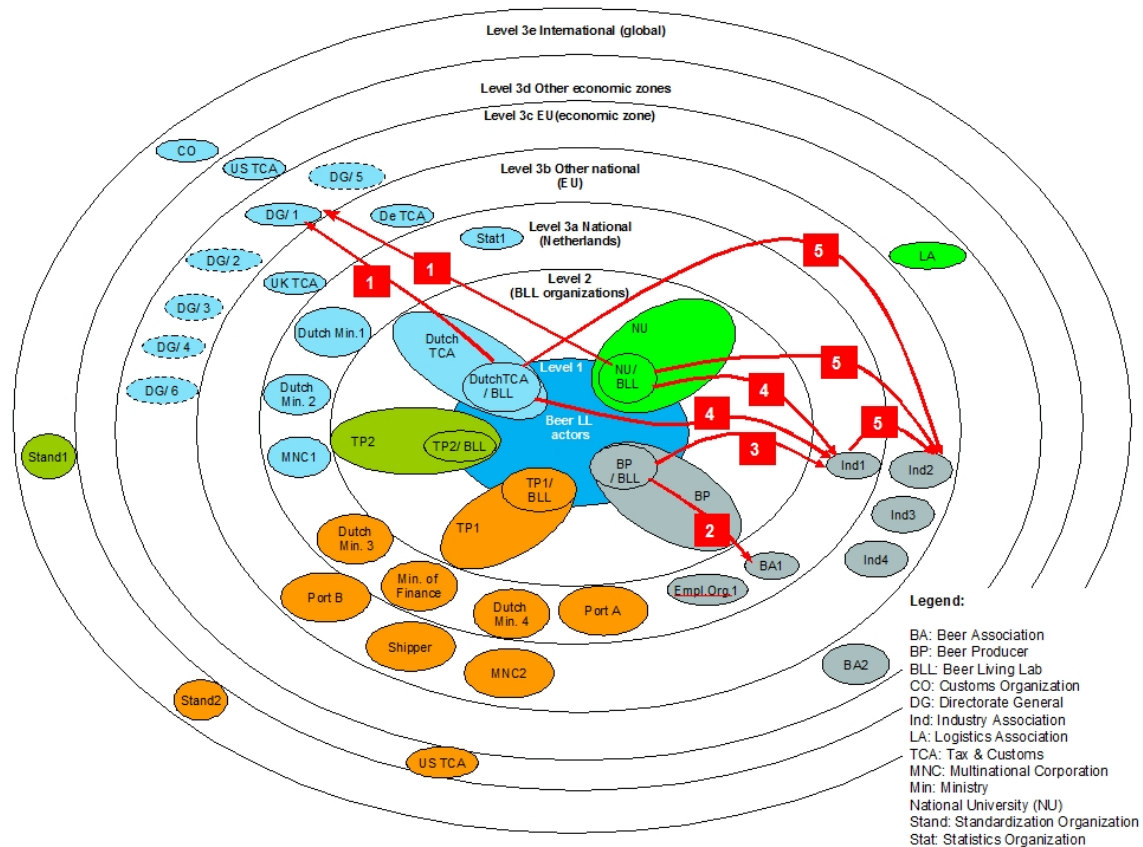 Level 3e International (global)
Level 3d Other economic zones
Level 3c EU(economic zone)
CO
US TCA
DG/ 5
Level 3b Other national
(EU)
DG/ 1
De TCA
Level 3a National
(Netherlands)
Stat1
5
LA
DG/ 2
1
1
UK TCA
Level 2
(BLL organizations)
DG/ 3
Dutch Min.1
Dutch
TCA
NU
DG/ 4
Level 1
NU/
BLL
5
DG/ 6
Dutch
Min. 2
DutchTCA
/ BLL
4
4
5
Beer LL
actors
TP2
TP2/ BLL
3
Stand1
MNC1
BP
/ BLL
Ind1
Ind2
TP1/
BLL
BP
Ind3
TP1
2
Dutch
Min. 3
Ind4
BA1
Min. of
Finance
Empl.Org.1
Port B
Dutch
Min. 4
Port A
Shipper
MNC2
BA2
Stand2
US TCA
Legend:
BA: Beer Association
BP: Beer Producer
BLL: Beer Living Lab
CO: Customs Organization
DG: Directorate General
Ind: Industry Association
LA: Logistics Association
TCA: Tax & Customs
MNC: Multinational Corporation
Min: Ministry
National University (NU)
Stand: Standardization Organization
Stat: Statistics Organization